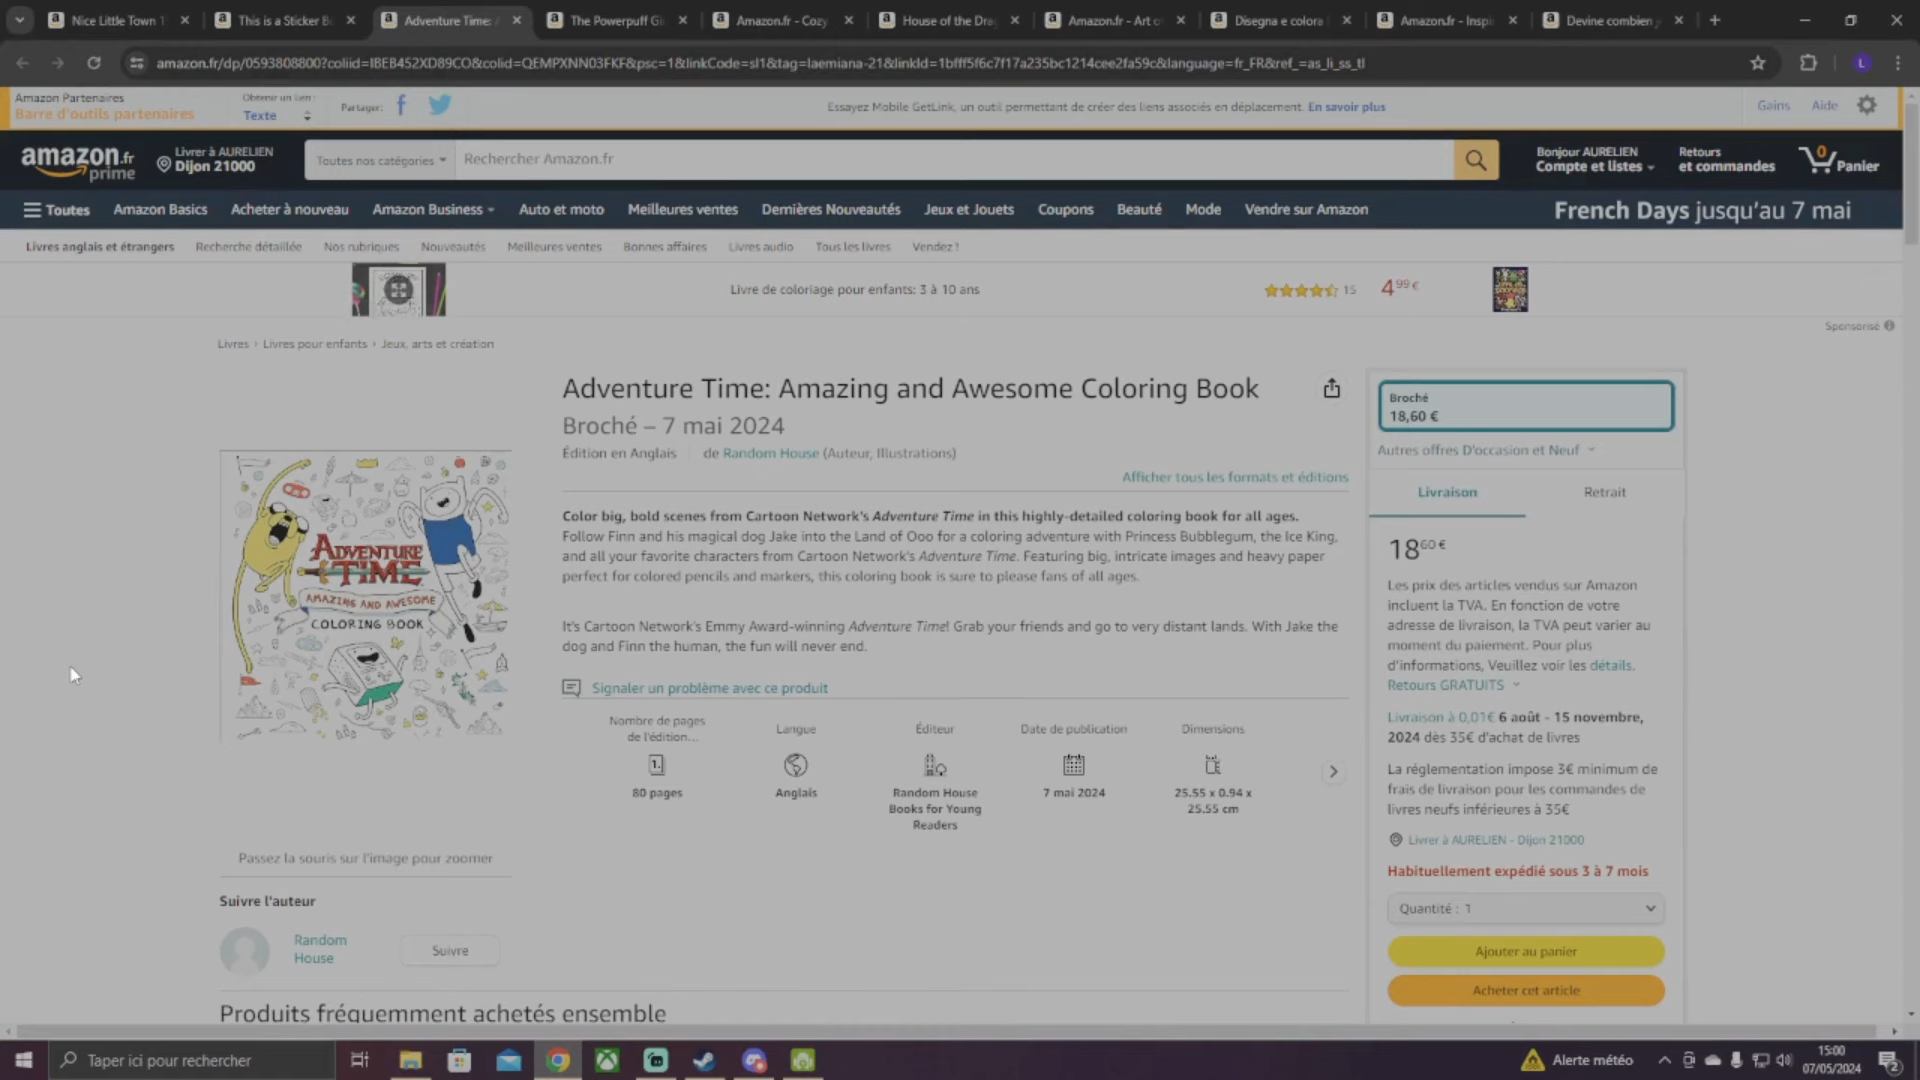 Nice Little Town 1
This is a Sticker B
Adventure Time:
The Powerpuff Gi
Amazon.fr - Cozy
House of the Dra
Amazon.fr - Art o
Disegna e colora
Amazon.fr - Inspi
Devine combien
amazon.fr/dp/0593808800?coliid=IBEB452XD89CO&colid=QEMPXNN03FKF&psc=1&linkCode=sl1&tag=laemiana-21&linkId=1bfff5f6c7f17a235bc1214cee2fa59c&language=fr_FR&ref_=as_li_ss_tl
L
Amazon Partenaires
Barre d'outils partenaires
Obtenir un lien :
Texte
Partager:
Essayez Mobile GetLink, un outil permettant de créer des liens associés en déplacement. En savoir plus
Gains
Aide
amazon.fr
prime
Livrer à AURELIEN
Dijon 21000
Toutes nos catégories
Rechercher Amazon.fr
Bonjour AURELIEN
Compte et listes
Retours
et commandes
0
Panier
Toutes
Amazon Basics
Acheter à nouveau
Amazon Business
Auto et moto
Meilleures ventes
Dernières Nouveautés
Jeux et Jouets
Coupons
Beauté
Mode
Vendre sur Amazon
French Days jusqu'au 7 mai
Livres anglais et étrangers
Recherche détaillée
Nos rubriques
Nouveautés
Meilleures ventes
Bonnes affaires
Livres audio
Tous les livres
Vendez !
Livre de coloriage pour enfants: 3 à 10 ans
15
4,99 €
Sponsorisé
Livres › Livres pour enfants › Jeux, arts et création
Adventure Time: Amazing and Awesome Coloring Book
Broché – 7 mai 2024
Édition en Anglais
de Random House (Auteur, Illustrations)
Afficher tous les formats et éditions
Color big, bold scenes from Cartoon Network's Adventure Time in this highly-detailed coloring book for all ages.
Follow Finn and his magical dog Jake into the Land of Ooo for a coloring adventure with Princess Bubblegum, the Ice King,
and all your favorite characters from Cartoon Network's Adventure Time. Featuring big, intricate images and heavy paper
perfect for colored pencils and markers, this coloring book is sure to please fans of all ages.
It's Cartoon Network's Emmy Award-winning Adventure Time! Grab your friends and go to very distant lands. With Jake the
dog and Finn the human, the fun will never end.
Signaler un problème avec ce produit
Nombre de pages
de l'édition...
1.
80 pages
Langue
Anglais
Éditeur
Random House
Books for Young
Readers
Date de publication
7 mai 2024
Dimensions
25.55 x 0.94 x
25.55 cm
ADVENTURE
TIME
AMAZING AND AWESOME
COLORING BOOK
Passez la souris sur l'image pour zoomer
Suivre l'auteur
Random
House
Suivre
Produits fréquemment achetés ensemble
Broché
18,60 €
Autres offres D'occasion et Neuf
Livraison
Retrait
18,60 €
Les prix des articles vendus sur Amazon
incluent la TVA. En fonction de votre
adresse de livraison, la TVA peut varier au
moment du paiement. Pour plus
d'informations, Veuillez voir les détails.
Retours GRATUITS
Livraison à 0,01€ 6 août - 15 novembre,
2024 dès 35€ d'achat de livres
La réglementation impose 3€ minimum de
frais de livraison pour les commandes de
livres neufs inférieures à 35€
Livrer à AURELIEN - Dijon 21000
Habituellement expédié sous 3 à 7 mois
Quantité : 1
Ajouter au panier
Acheter cet article
Taper ici pour rechercher
Alerte météo
15:00
07/05/2024
2